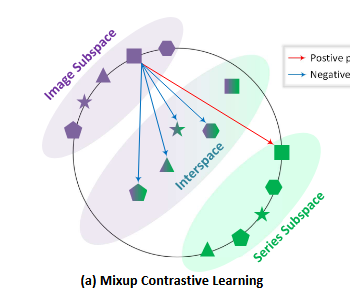 Image Subspace
Postive p
Negative
Interspace
Series Subspace
(a) Mixup Contrastive Learning